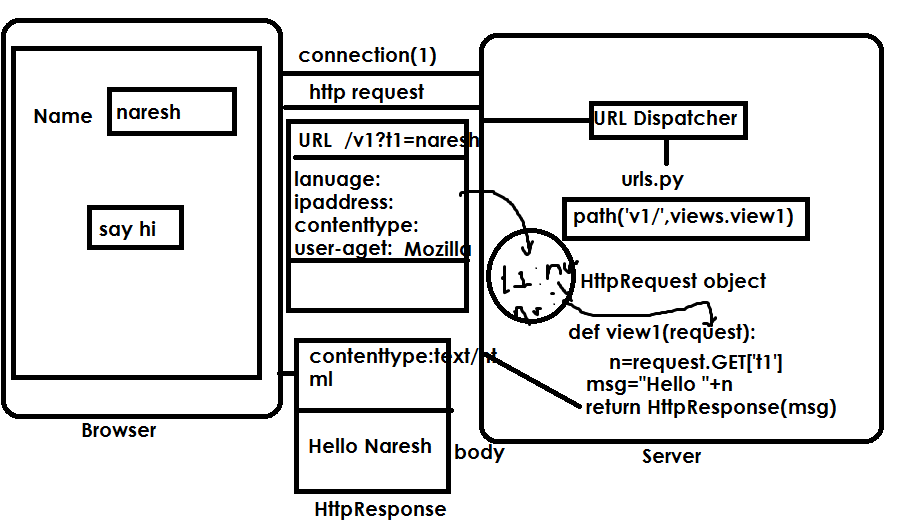 Name
naresh
say hi
Browser
connection(1)
http request
URL /v1?t1=naresh
lanuage:
ipaddress:
contenttype:
user-aget: Mozilla
contenttype:text/ht
ml
Hello Naresh
body
HttpResponse
URL Dispatcher
urls.py
path('v1/',views.view1)
HttpRequest object
def view1(request):
n=request.GET['t1']
msg="Hello "+n
return HttpResponse(msg)
Server